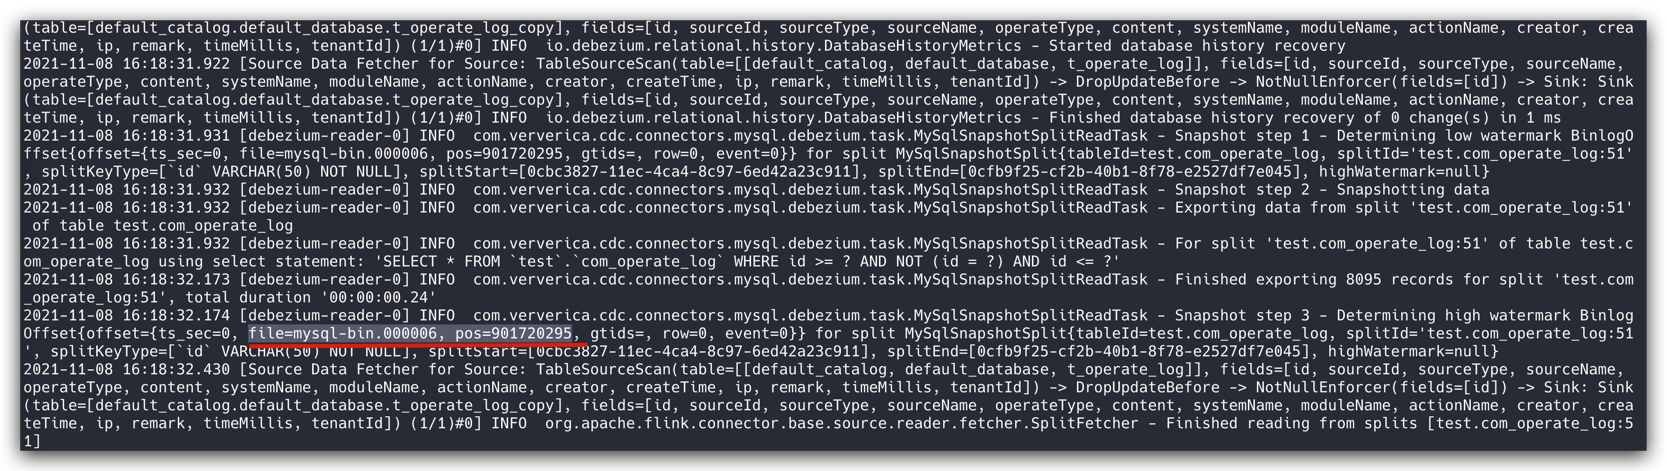 (table=[default_catalog.default_database.t_operate_log_copy], fields=[id, sourceId, sourceType, sourceName, operateType, content, systemName, moduleName, actionName, creator, crea
teTime, ip, remark, timeMillis, tenantId]) (1/1)#0] INFO  io.debezium.relational.history.DatabaseHistoryMetrics - Started database history recovery
2021-11-08 16:18:31.922 [Source Data Fetcher for Source: TableSourceScan(table=[[default_catalog, default_database, t_operate_log]], fields=[id, sourceId, sourceType, sourceName,
operateType, content, systemName, moduleName, actionName, creator, createTime, ip, remark, timeMillis, tenantId]) -> DropUpdateBefore -> NotNullEnforcer(fields=[id]) -> Sink: Sink
(table=[default_catalog.default_database.t_operate_log_copy], fields=[id, sourceId, sourceType, sourceName, operateType, content, systemName, moduleName, actionName, creator, crea
teTime, ip, remark, timeMillis, tenantId]) (1/1)#0] INFO  io.debezium.relational.history.DatabaseHistoryMetrics - Finished database history recovery of 0 change(s) in 1 ms
2021-11-08 16:18:31.931 [debezium-reader-0] INFO  com.ververica.cdc.connectors.mysql.debezium.task.MySqlSnapshotSplitReadTask - Snapshot step 1 - Determining low watermark BinlogO
ffset{offset={ts_sec=0, file=mysql-bin.000006, pos=901720295, gtids=, row=0, event=0}} for split MySqlSnapshotSplit{tableId=test.com_operate_log, splitId='test.com_operate_log:51'
, splitKeyType=[`id` VARCHAR(50) NOT NULL], splitStart=[0cbc3827-11ec-4ca4-8c97-6ed42a23c911], splitEnd=[0cfb9f25-cf2b-40b1-8f78-e2527df7e045], highWatermark=null}
2021-11-08 16:18:31.932 [debezium-reader-0] INFO  com.ververica.cdc.connectors.mysql.debezium.task.MySqlSnapshotSplitReadTask - Snapshot step 2 - Snapshotting data
2021-11-08 16:18:31.932 [debezium-reader-0] INFO  com.ververica.cdc.connectors.mysql.debezium.task.MySqlSnapshotSplitReadTask - Exporting data from split 'test.com_operate_log:51'
 of table test.com_operate_log
2021-11-08 16:18:31.932 [debezium-reader-0] INFO  com.ververica.cdc.connectors.mysql.debezium.task.MySqlSnapshotSplitReadTask - For split 'test.com_operate_log:51' of table test.c
om_operate_log using select statement: 'SELECT * FROM `test`.`com_operate_log` WHERE id >= ? AND NOT (id = ?) AND id <= ?'
2021-11-08 16:18:32.173 [debezium-reader-0] INFO  com.ververica.cdc.connectors.mysql.debezium.task.MySqlSnapshotSplitReadTask - Finished exporting 8095 records for split 'test.com
_operate_log:51', total duration '00:00:00.24'
2021-11-08 16:18:32.174 [debezium-reader-0] INFO  com.ververica.cdc.connectors.mysql.debezium.task.MySqlSnapshotSplitReadTask - Snapshot step 3 - Determining high watermark Binlog
Offset{offset={ts_sec=0, file=mysql-bin.000006, pos=901720295, gtids=, row=0, event=0}} for split MySqlSnapshotSplit{tableId=test.com_operate_log, splitId='test.com_operate_log:51
', splitKeyType=[`id` VARCHAR(50) NOT NULL], splitStart=[0cbc3827-11ec-4ca4-8c97-6ed42a23c911], splitEnd=[0cfb9f25-cf2b-40b1-8f78-e2527df7e045], highWatermark=null}
2021-11-08 16:18:32.430 [Source Data Fetcher for Source: TableSourceScan(table=[[default_catalog, default_database, t_operate_log]], fields=[id, sourceId, sourceType, sourceName,
operateType, content, systemName, moduleName, actionName, creator, createTime, ip, remark, timeMillis, tenantId]) -> DropUpdateBefore -> NotNullEnforcer(fields=[id]) -> Sink: Sink
(table=[default_catalog.default_database.t_operate_log_copy], fields=[id, sourceId, sourceType, sourceName, operateType, content, systemName, moduleName, actionName, creator, crea
teTime, ip, remark, timeMillis, tenantId]) (1/1)#0] INFO  org.apache.flink.connector.base.source.reader.fetcher.SplitFetcher - Finished reading from splits [test.com_operate_log:5
1]